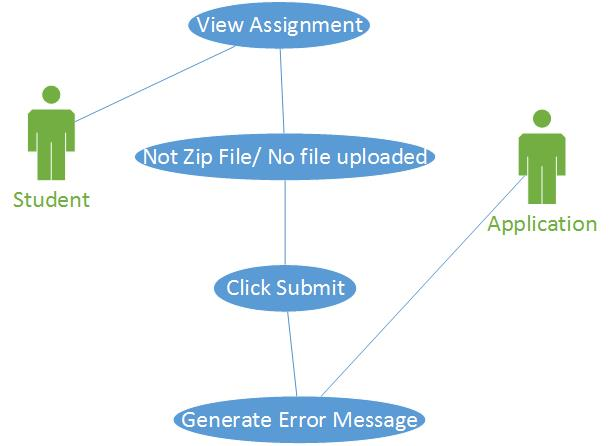 View Assignment
Student
Not Zip File/ No file uploaded
Application
Click Submit
Generate Error Message